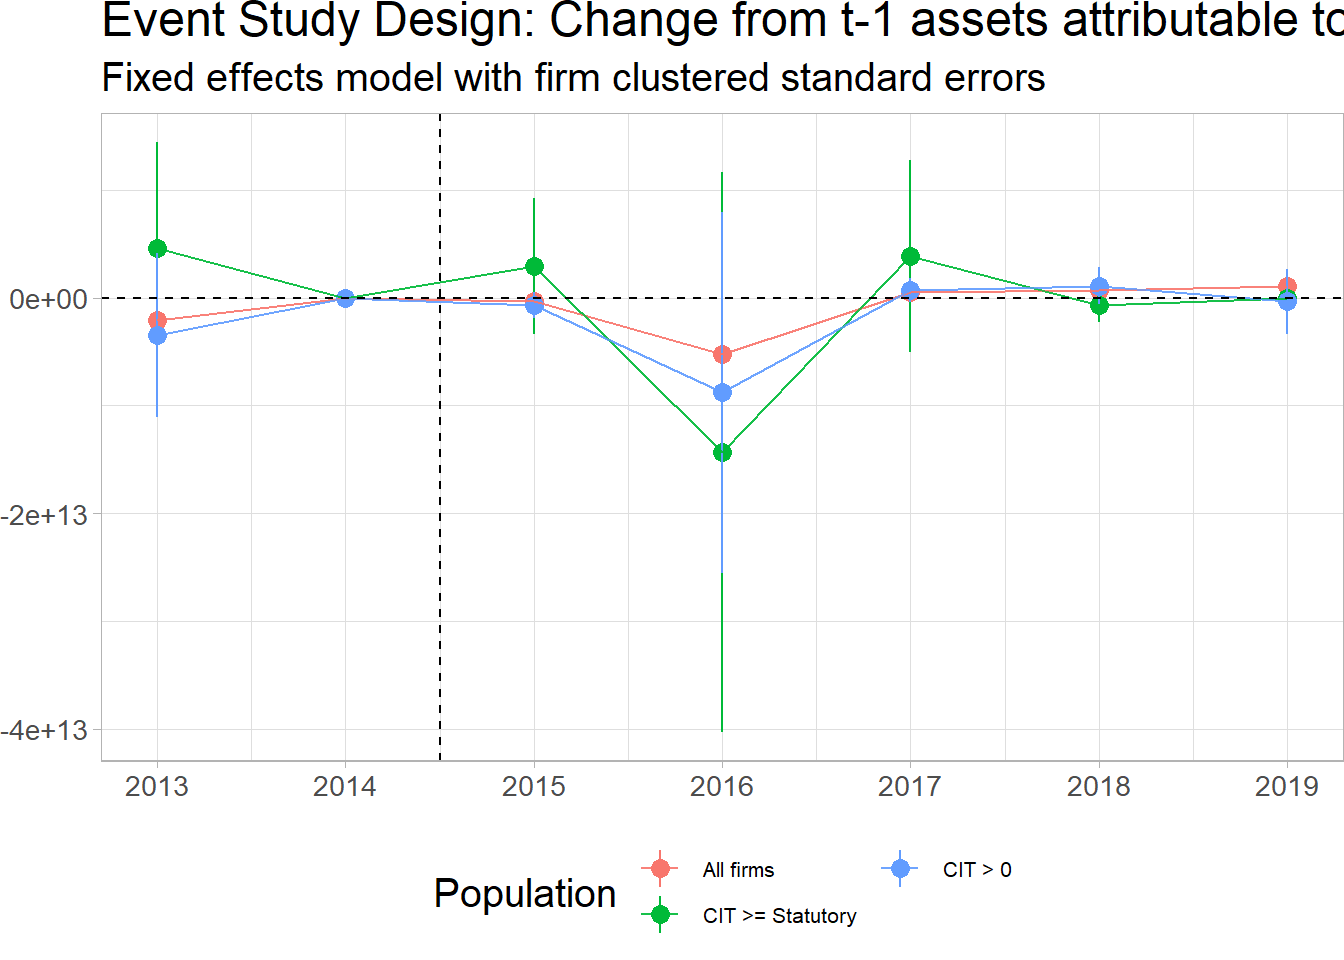 Event Study Design: Change from t-1 assets attributable to
Fixed effects model with firm clustered standard errors
0e+00
-2e+13
-4e+13
2013 2014 2015 2016 2017 2018 2019
Population
All firms
CIT >= Statutory
CIT > 0